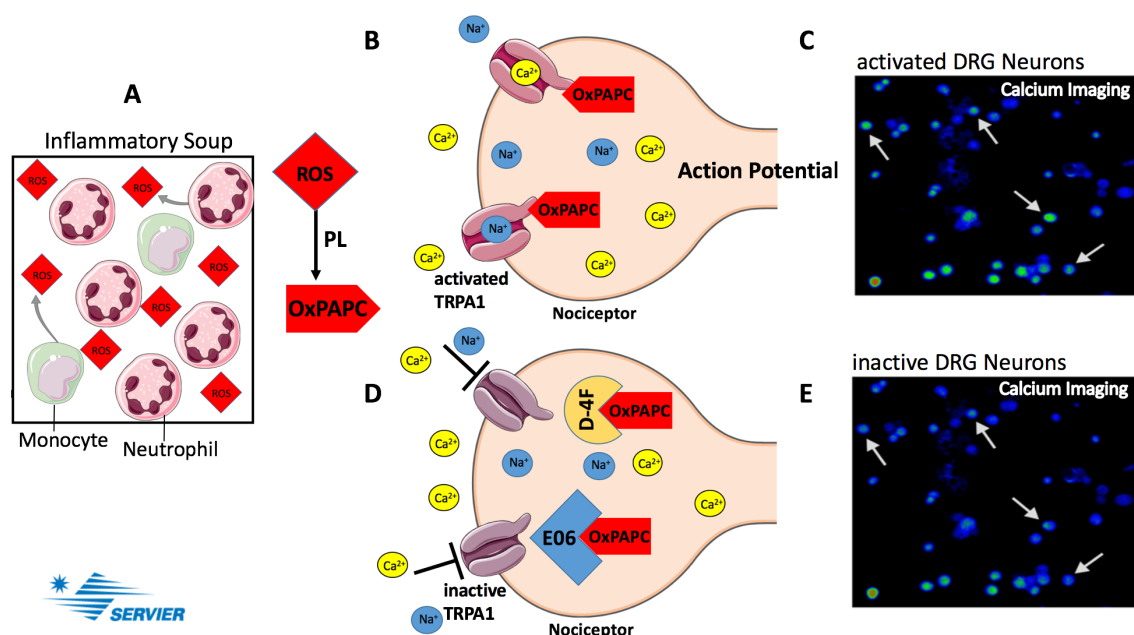 A
Inflammatory Soup
ROS
ROS
ROS
ROS
ROS
ROS
ROS
Monocyte
Neutrophil
ROS
PL
OxPAPC
B
Na⁺
Ca²⁺
OxPAPC
Ca²⁺
Na⁺
Na⁺
Ca²⁺
Action Potential
OxPAPC
Na⁺
Ca²⁺
Ca²⁺
Ca²⁺
activated
TRPA1
Nociceptor
C
activated DRG Neurons
Calcium Imaging
D
Na⁺
Ca²⁺
D-4F
OxPAPC
Ca²⁺
Na⁺
Na⁺
Ca²⁺
Ca²⁺
Ca²⁺
E06
OxPAPC
Ca²⁺
inactive
TRPA1
Na⁺
Nociceptor
E
inactive DRG Neurons
Calcium Imaging
SERVIER